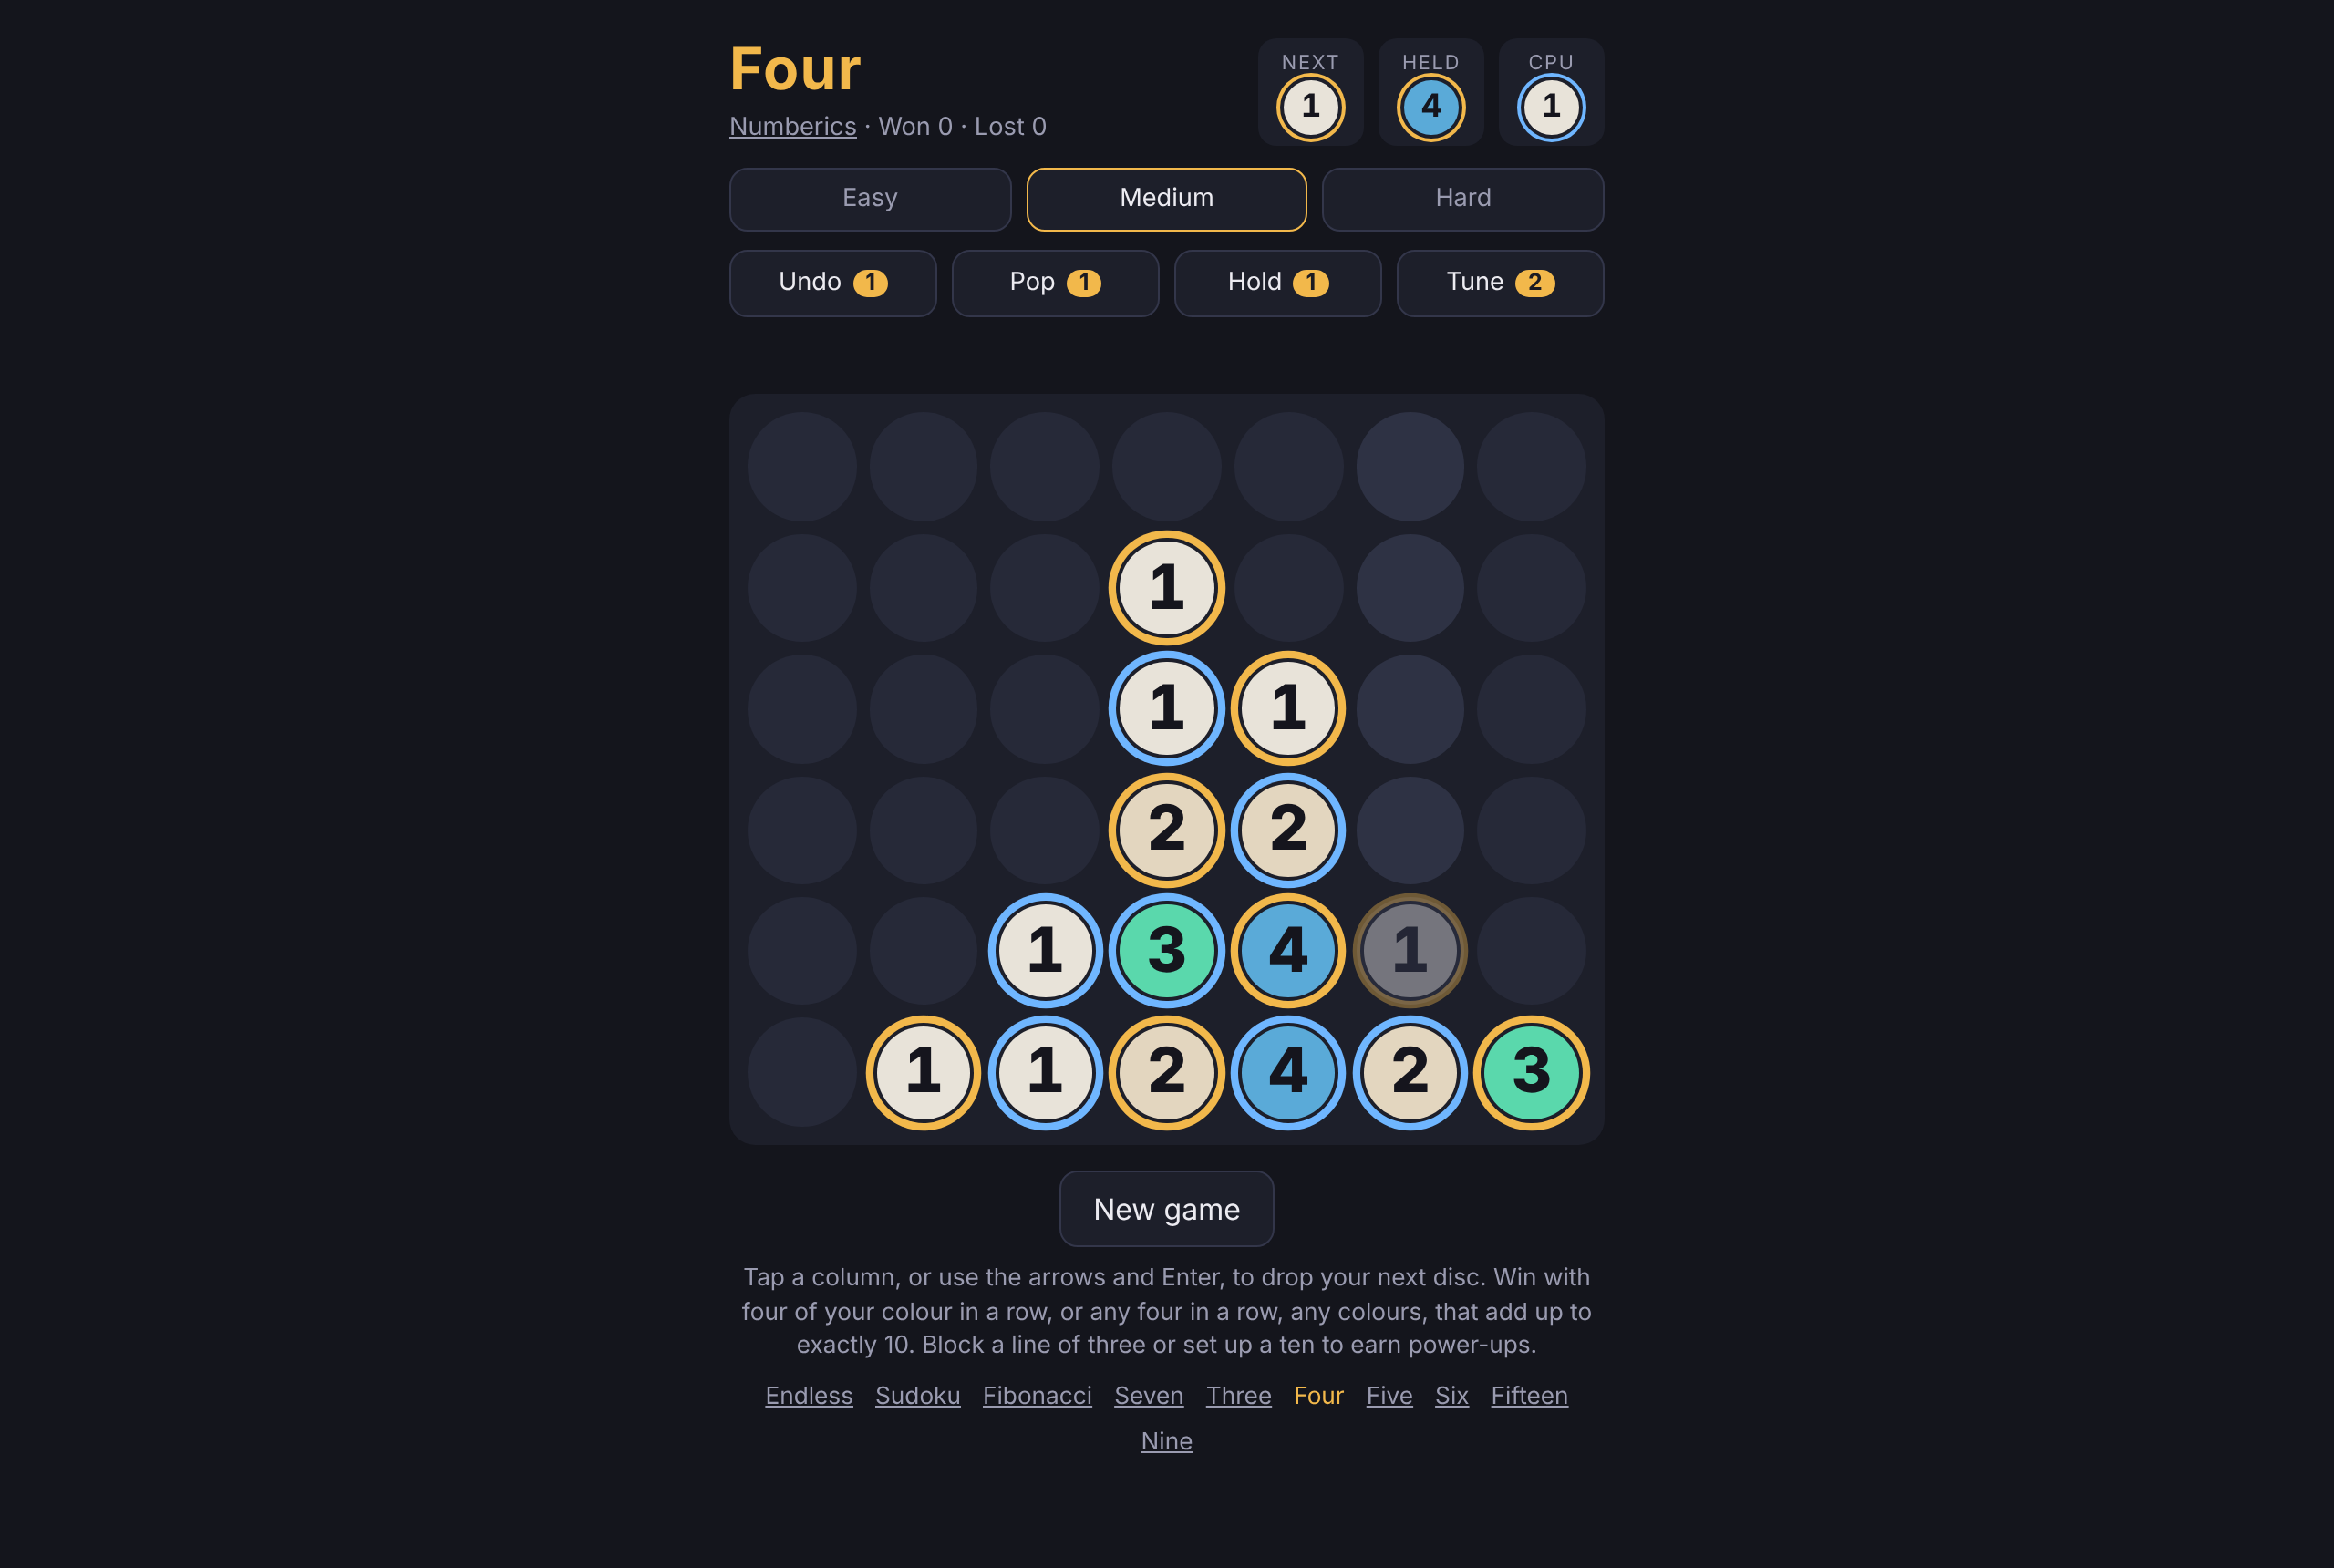 Four
NEXT HELD CPU
1 4 1
Numberics · Won 0 · Lost 0
Easy Medium Hard
Undo 1 Pop 1 Hold 1 Tune 2
1
1 1
2 2
1 3 4 1
1 1 2 4 2 3
New game
Tap a column, or use the arrows and Enter, to drop your next disc. Win with
four of your colour in a row, or any four in a row, any colours, that add up to
exactly 10. Block a line of three or set up a ten to earn power-ups.
Endless Sudoku Fibonacci Seven Three Four Five Six Fifteen
Nine